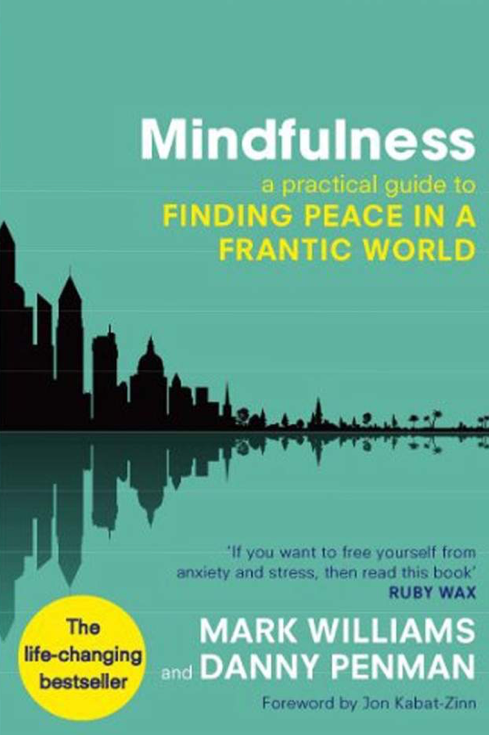 Mindfulness
a practical guide to
FINDING PEACE IN A
FRANTIC WORLD
'If you want to free yourself from
anxiety and stress, then read this book'
RUBY WAX
The
life-changing
bestseller
MARK WILLIAMS
and DANNY PENMAN
Foreword by Jon Kabat-Zinn